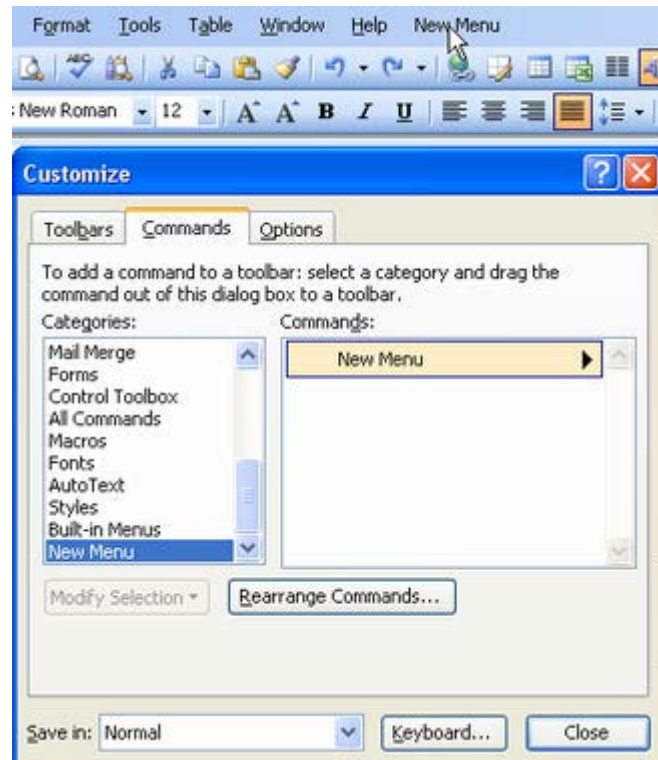 Format Tools Table Window Help New Menu
ABC
New Roman 12 A A B I U
Customize
Toolbars Commands Options
To add a command to a toolbar: select a category and drag the
command out of this dialog box to a toolbar.
Categories: Commands:
Mail Merge New Menu
Forms
Control Toolbox
All Commands
Macros
Fonts
AutoText
Styles
Built-in Menus
New Menu
Modify Selection Rearrange Commands...
Save in: Normal Keyboard... Close